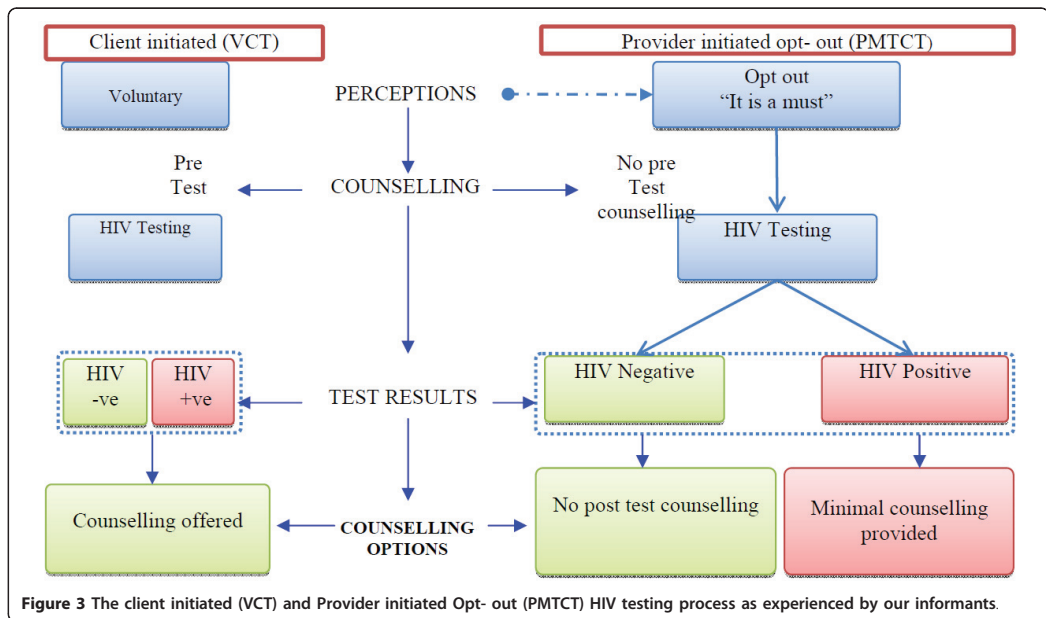 Client initiated (VCT)
Provider initiated opt- out (PMTCT)
Voluntary
PERCEPTIONS
Opt out
“It is a must”
Pre
Test
COUNSELLING
No pre
Test
counselling
HIV Testing
HIV Testing
HIV
-ve
HIV
+ve
TEST RESULTS
HIV Negative
HIV Positive
Counselling offered
COUNSELLING
OPTIONS
No post test counselling
Minimal counselling
provided
Figure 3 The client initiated (VCT) and Provider initiated Opt- out (PMTCT) HIV testing process as experienced by our informants.